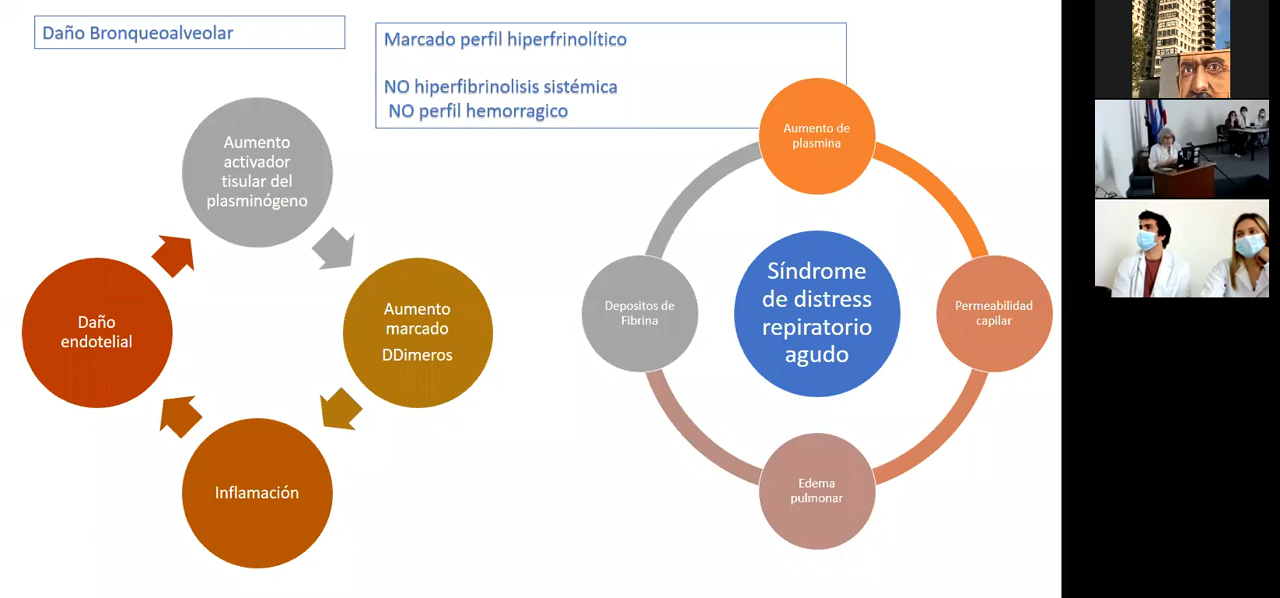 Daño Bronqueoalveolar
Marcado perfil hiperfrinolítico
NO hiperfibrinolisis sistémica
NO perfil hemorragico
Aumento
activador
tisular del
plasminógeno
Aumento
marcado
DDimeros
Inflamación
Daño
endotelial
Aumento de
plasmina
Permeabilidad
capilar
Edema
pulmonar
Depositos de
Fibrina
Síndrome
de distress
repiratorio
agudo